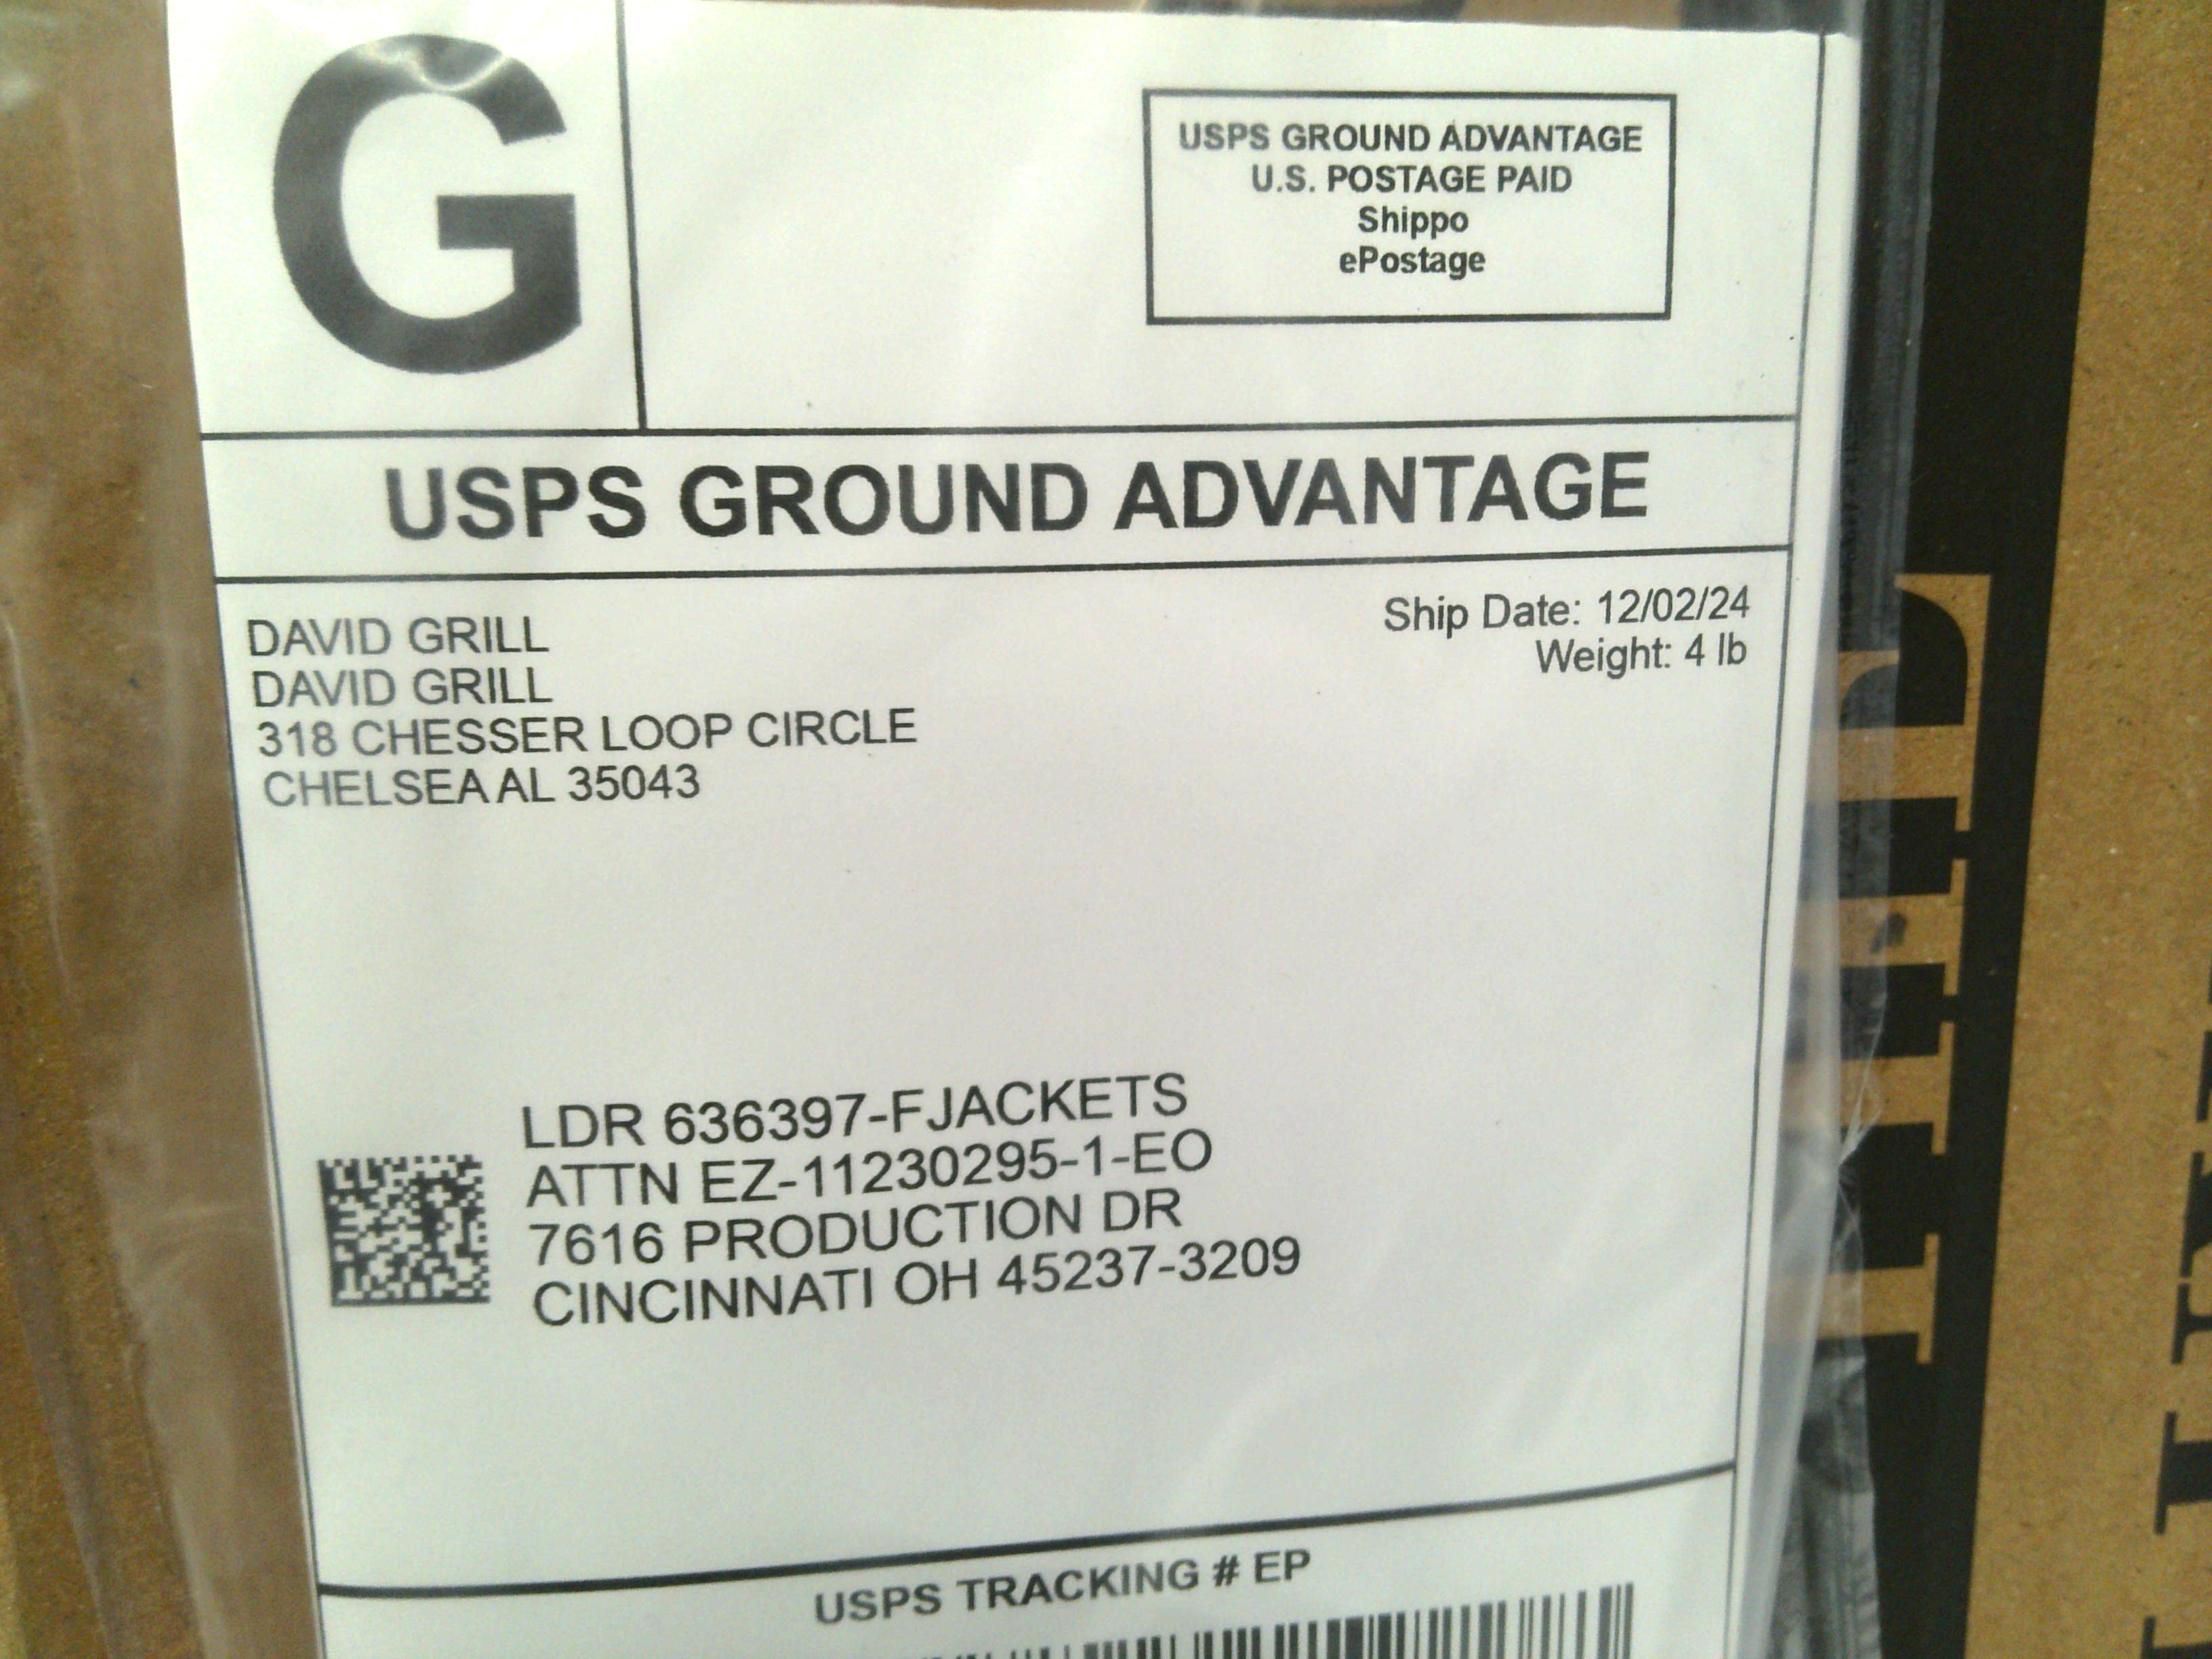 G
USPS GROUND ADVANTAGE
U.S. POSTAGE PAID
Shippo
ePostage
USPS GROUND ADVANTAGE
DAVID GRILL
DAVID GRILL
318 CHESSER LOOP CIRCLE
CHELSEA AL 35043
Ship Date: 12/02/24
Weight: 4 lb
LDR 636397-FJACKETS
ATTN EZ-11230295-1-EO
7616 PRODUCTION DR
CINCINNATI OH 45237-3209
USPS TRACKING # EP